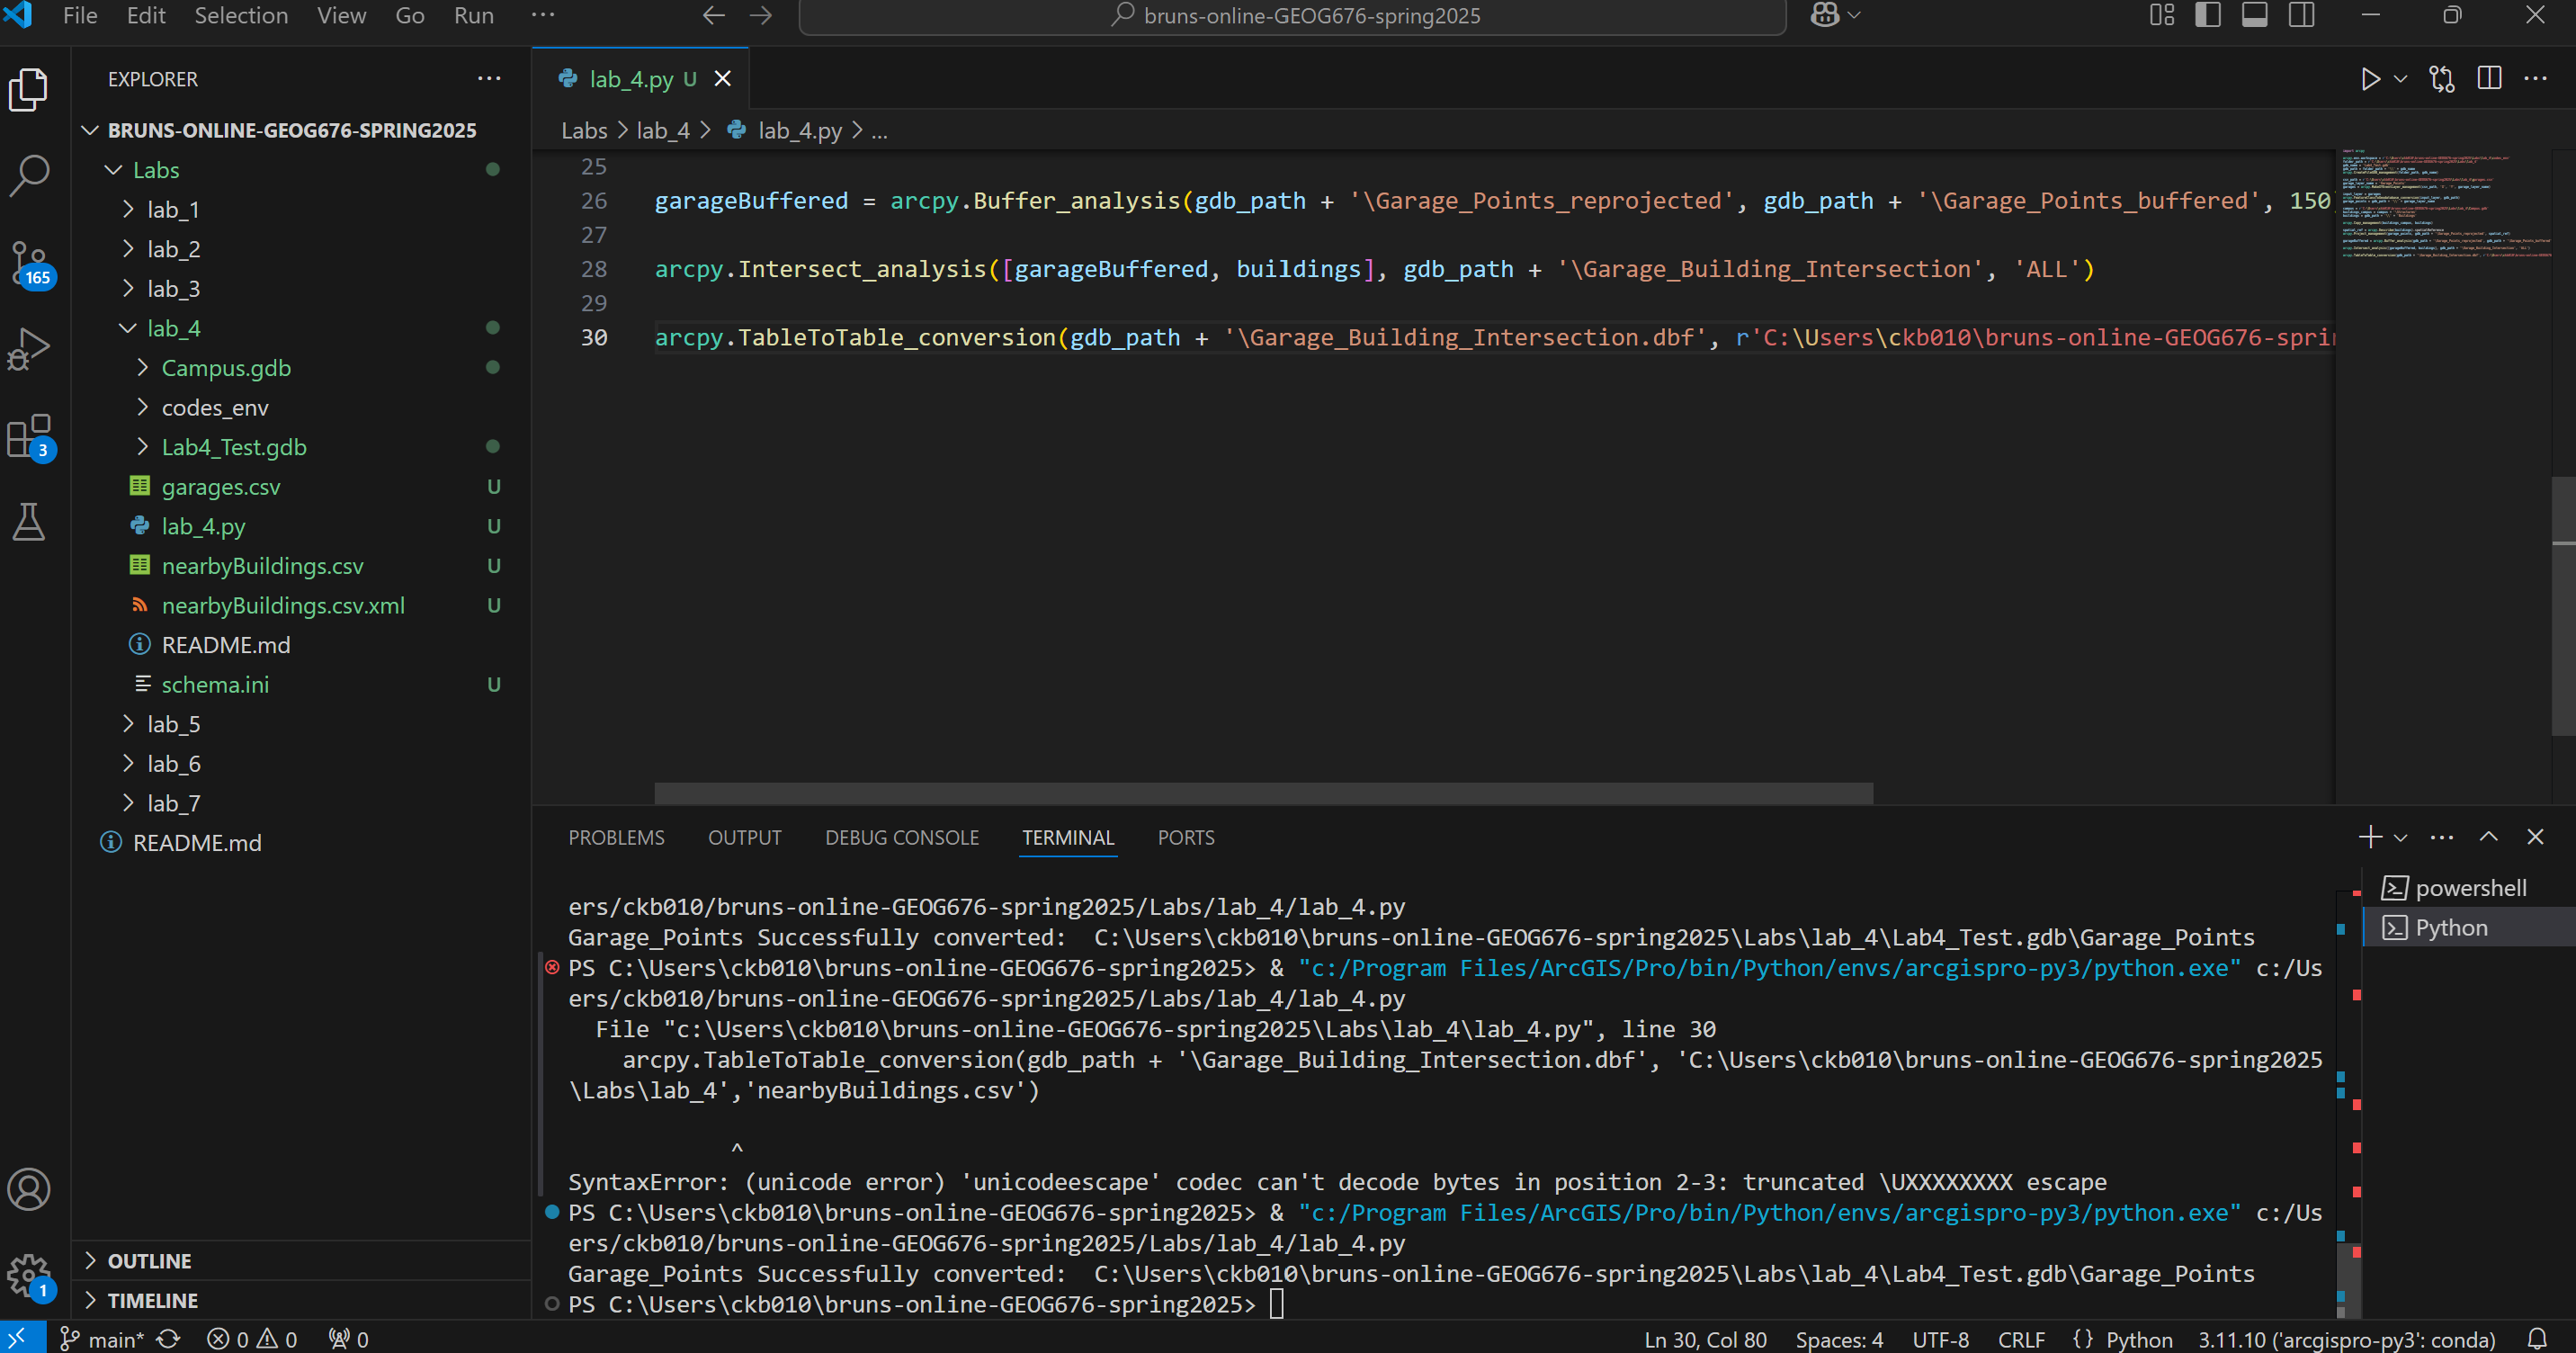 File Edit Selection View Go Run ···
bruns-online-GEOG676-spring2025
EXPLORER ···
BRUNS-ONLINE-GEOG676-SPRING2025
Labs
lab_1
lab_2
lab_3
lab_4
Campus.gdb
codes_env
Lab4_Test.gdb
garages.csv U
lab_4.py U
nearbyBuildings.csv U
nearbyBuildings.csv.xml U
README.md
schema.ini U
lab_5
lab_6
lab_7
README.md
OUTLINE
TIMELINE
165
3
1
lab_4.py U
Labs > lab_4 > lab_4.py > ...
25
26 garageBuffered = arcpy.Buffer_analysis(gdb_path + '\Garage_Points_reprojected', gdb_path + '\Garage_Points_buffered', 150
27
28 arcpy.Intersect_analysis([garageBuffered, buildings], gdb_path + '\Garage_Building_Intersection', 'ALL')
29
30 arcpy.TableToTable_conversion(gdb_path + '\Garage_Building_Intersection.dbf', r'C:\Users\ckb010\bruns-online-GEOG676-sprin
PROBLEMS OUTPUT DEBUG CONSOLE TERMINAL PORTS
ers/ckb010/bruns-online-GEOG676-spring2025/Labs/lab_4/lab_4.py
Garage_Points Successfully converted:  C:\Users\ckb010\bruns-online-GEOG676-spring2025\Labs\lab_4\Lab4_Test.gdb\Garage_Points
PS C:\Users\ckb010\bruns-online-GEOG676-spring2025> & "c:/Program Files/ArcGIS/Pro/bin/Python/envs/arcgispro-py3/python.exe" c:/Us
ers/ckb010/bruns-online-GEOG676-spring2025/Labs/lab_4/lab_4.py
  File "c:\Users\ckb010\bruns-online-GEOG676-spring2025\Labs\lab_4\lab_4.py", line 30
    arcpy.TableToTable_conversion(gdb_path + '\Garage_Building_Intersection.dbf', 'C:\Users\ckb010\bruns-online-GEOG676-spring2025
\Labs\lab_4','nearbyBuildings.csv')
^
SyntaxError: (unicode error) 'unicodeescape' codec can't decode bytes in position 2-3: truncated \UXXXXXXXX escape
PS C:\Users\ckb010\bruns-online-GEOG676-spring2025> & "c:/Program Files/ArcGIS/Pro/bin/Python/envs/arcgispro-py3/python.exe" c:/Us
ers/ckb010/bruns-online-GEOG676-spring2025/Labs/lab_4/lab_4.py
Garage_Points Successfully converted:  C:\Users\ckb010\bruns-online-GEOG676-spring2025\Labs\lab_4\Lab4_Test.gdb\Garage_Points
PS C:\Users\ckb010\bruns-online-GEOG676-spring2025>
powershell
Python
main* 0 0 0 Ln 30, Col 80 Spaces: 4 UTF-8 CRLF {} Python 3.11.10 ('arcgispro-py3': conda)